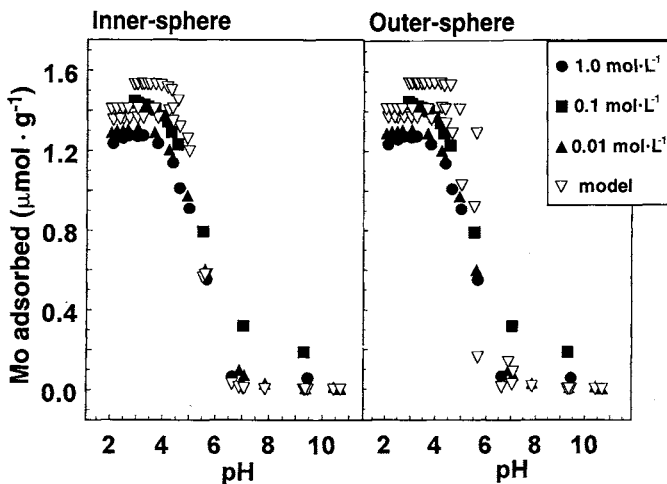 Inner-sphere
Outer-sphere
Mo adsorbed (μmol · g⁻¹)
1.6
1.2
0.8
0.4
0.0
2 4 6 8 10
pH
2 4 6 8 10
pH
1.0 mol·L⁻¹
0.1 mol·L⁻¹
0.01 mol·L⁻¹
model